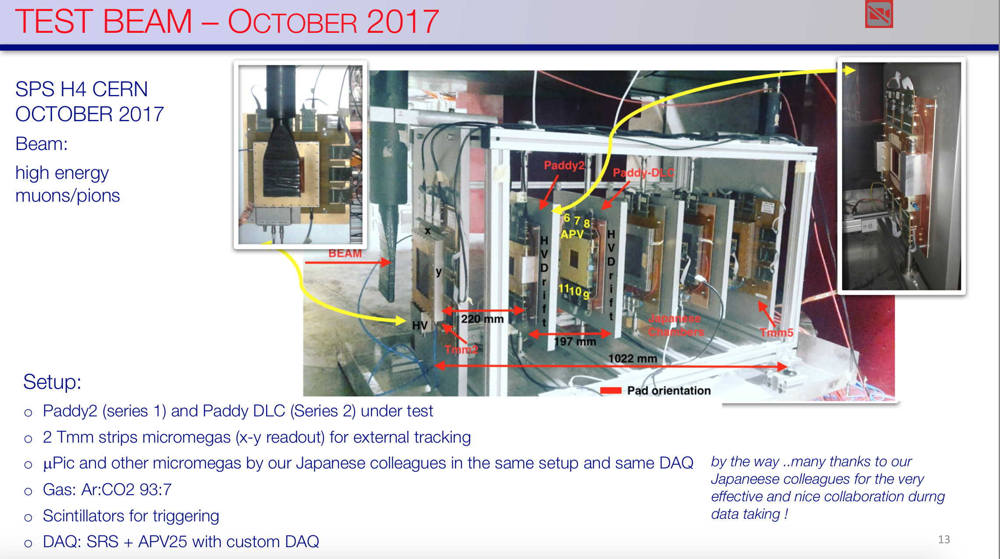 TEST BEAM – OCTOBER 2017
SPS H4 CERN
OCTOBER 2017
Beam:
high energy
muons/pions
2
Paddy2
Paddy-DLC
6 7 8
APV
x
y
BEAM
HV Drift
HV Drift
11 10 9
HV
220 mm
Tmm2
197 mm
Japanese
Chambers
Tmm5
1022 mm
Pad orientation
Setup:
o Paddy2 (series 1) and Paddy DLC (Series 2) under test
o 2 Tmm strips micromegas (x-y readout) for external tracking
o µPic and other micromegas by our Japanese colleagues in the same setup and same DAQ
o Gas: Ar:CO2 93:7
o Scintillators for triggering
o DAQ: SRS + APV25 with custom DAQ
by the way ..many thanks to our
Japaneese colleagues for the very
effective and nice collaboration durng
data taking !
13